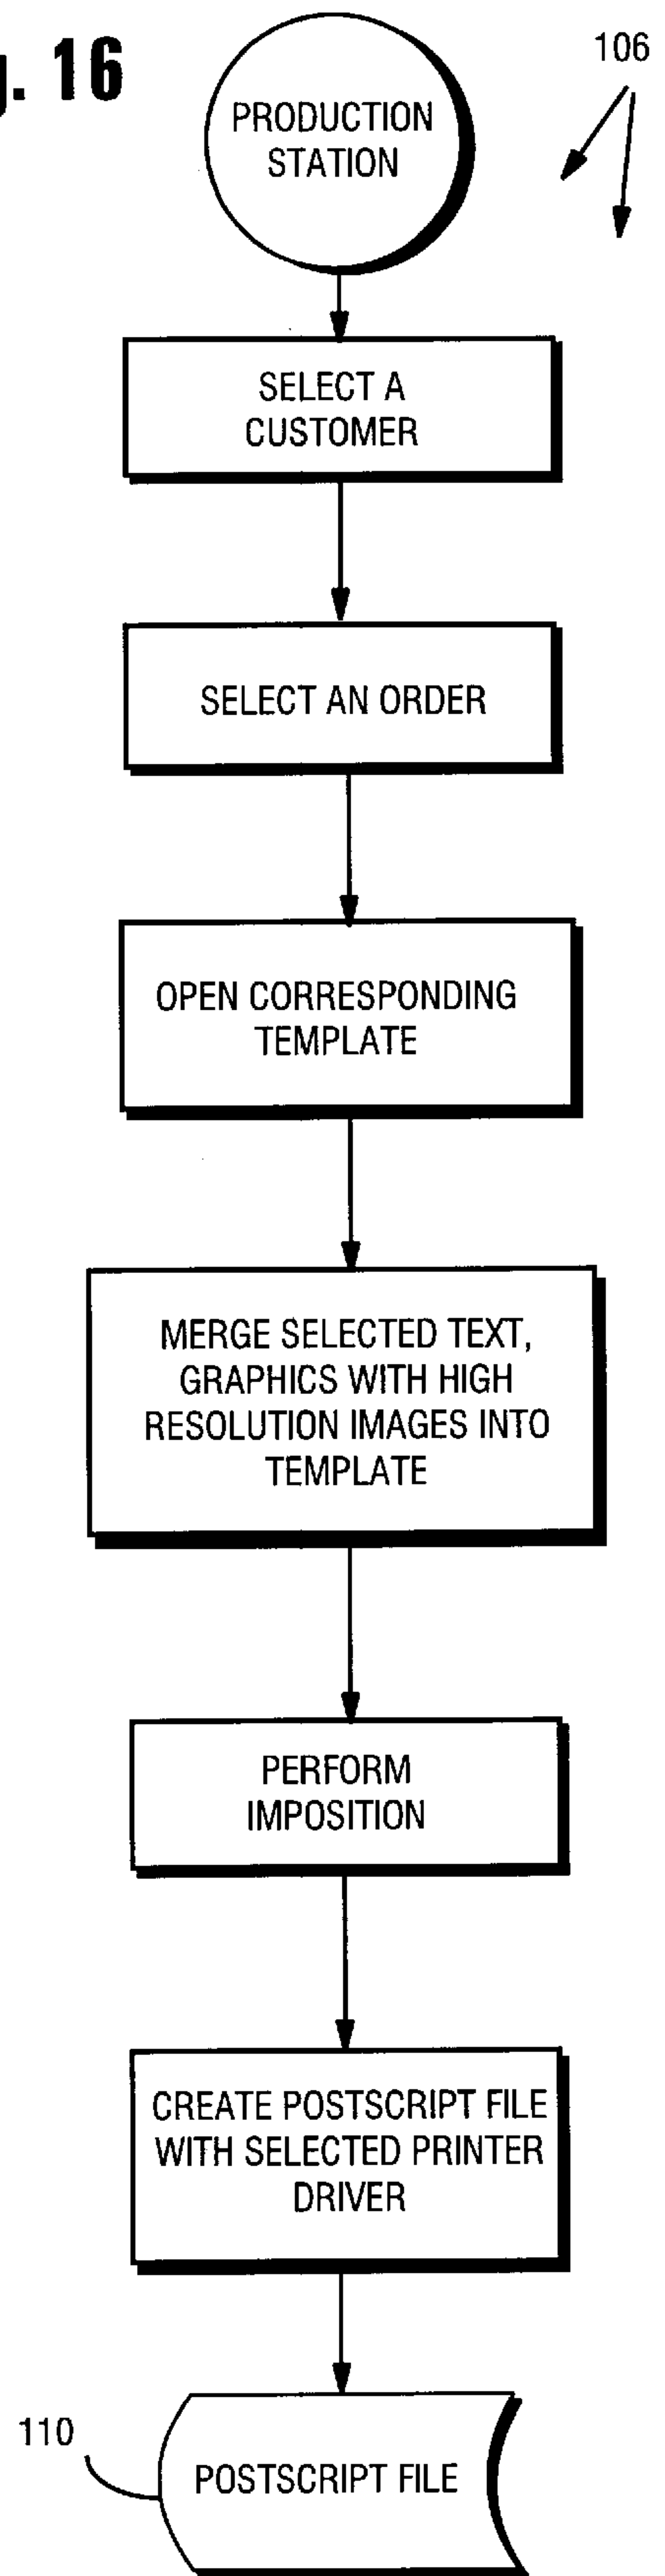 . 16
106
PRODUCTION
STATION
SELECT A
CUSTOMER
SELECT AN ORDER
OPEN CORRESPONDING
TEMPLATE
MERGE SELECTED TEXT,
GRAPHICS WITH HIGH
RESOLUTION IMAGES INTO
TEMPLATE
PERFORM
IMPOSITION
CREATE POSTSCRIPT FILE
WITH SELECTED PRINTER
DRIVER
110
POSTSCRIPT FILE